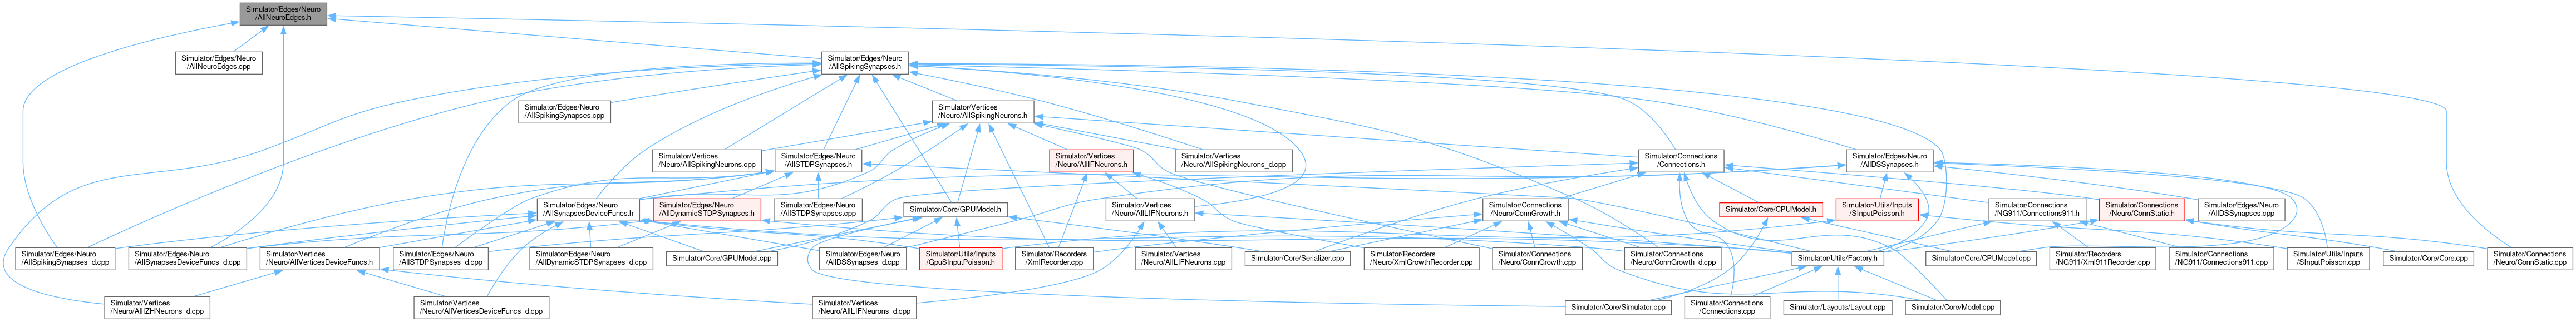 Simulator/Edges/Neuro
/AllNeuroEdges.h
Simulator/Edges/Neuro
/AllNeuroEdges.cpp
Simulator/Edges/Neuro
/AllSpikingSynapses.h
Simulator/Edges/Neuro
/AllSpikingSynapses.cpp
Simulator/Vertices
/Neuro/AllSpikingNeurons.h
Simulator/Vertices
/Neuro/AllSpikingNeurons.cpp
Simulator/Edges/Neuro
/AllSTDPSynapses.h
Simulator/Vertices
/Neuro/AllIFNeurons.h
Simulator/Vertices
/Neuro/AllSpikingNeurons_d.cpp
Simulator/Connections
/Connections.h
Simulator/Edges/Neuro
/AllDSSynapses.h
Simulator/Edges/Neuro
/AllSynapsesDeviceFuncs.h
Simulator/Edges/Neuro
/AllDynamicSTDPSynapses.h
Simulator/Edges/Neuro
/AllSTDPSynapses.cpp
Simulator/Core/GPUModel.h
Simulator/Vertices
/Neuro/AllLIFNeurons.h
Simulator/Connections
/Neuro/ConnGrowth.h
Simulator/Core/CPUModel.h
Simulator/Utils/Inputs
/SInputPoisson.h
Simulator/Connections
/NG911/Connections911.h
Simulator/Connections
/Neuro/ConnStatic.h
Simulator/Edges/Neuro
/AllDSSynapses.cpp
Simulator/Edges/Neuro
/AllSpikingSynapses_d.cpp
Simulator/Edges/Neuro
/AllSynapsesDeviceFuncs_d.cpp
Simulator/Vertices
/Neuro/AllVerticesDeviceFuncs.h
Simulator/Edges/Neuro
/AllSTDPSynapses_d.cpp
Simulator/Edges/Neuro
/AllDynamicSTDPSynapses_d.cpp
Simulator/Core/GPUModel.cpp
Simulator/Edges/Neuro
/AllDSSynapses_d.cpp
Simulator/Utils/Inputs
/GpuSInputPoisson.h
Simulator/Recorders
/XmlRecorder.cpp
Simulator/Vertices
/Neuro/AllLIFNeurons.cpp
Simulator/Core/Serializer.cpp
Simulator/Recorders
/Neuro/XmlGrowthRecorder.cpp
Simulator/Connections
/Neuro/ConnGrowth.cpp
Simulator/Connections
/Neuro/ConnGrowth_d.cpp
Simulator/Utils/Factory.h
Simulator/Core/CPUModel.cpp
Simulator/Recorders
/NG911/Xml911Recorder.cpp
Simulator/Connections
/NG911/Connections911.cpp
Simulator/Utils/Inputs
/SInputPoisson.cpp
Simulator/Core/Core.cpp
Simulator/Connections
/Neuro/ConnStatic.cpp
Simulator/Vertices
/Neuro/AllIZHNeurons_d.cpp
Simulator/Vertices
/Neuro/AllVerticesDeviceFuncs_d.cpp
Simulator/Vertices
/Neuro/AllLIFNeurons_d.cpp
Simulator/Core/Simulator.cpp
Simulator/Connections
/Connections.cpp
Simulator/Layouts/Layout.cpp
Simulator/Core/Model.cpp